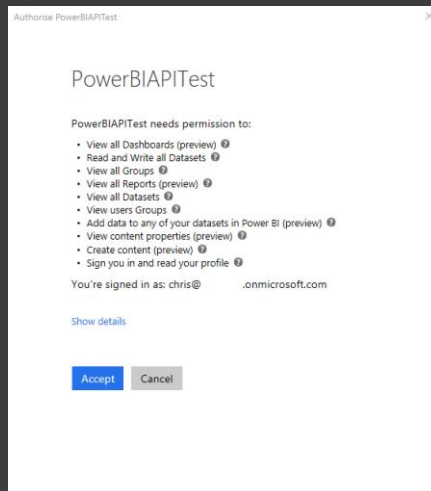 Authorise PowerBIAPITest
PowerBIAPITest
PowerBIAPITest needs permission to:
• View all Dashboards (preview)
• Read and Write all Datasets
• View all Groups
• View all Reports (preview)
• View all Datasets
• View users Groups
• Add data to any of your datasets in Power BI (preview)
• View content properties (preview)
• Create content (preview)
• Sign you in and read your profile
You're signed in as: chris@ .onmicrosoft.com
Show details
Accept Cancel